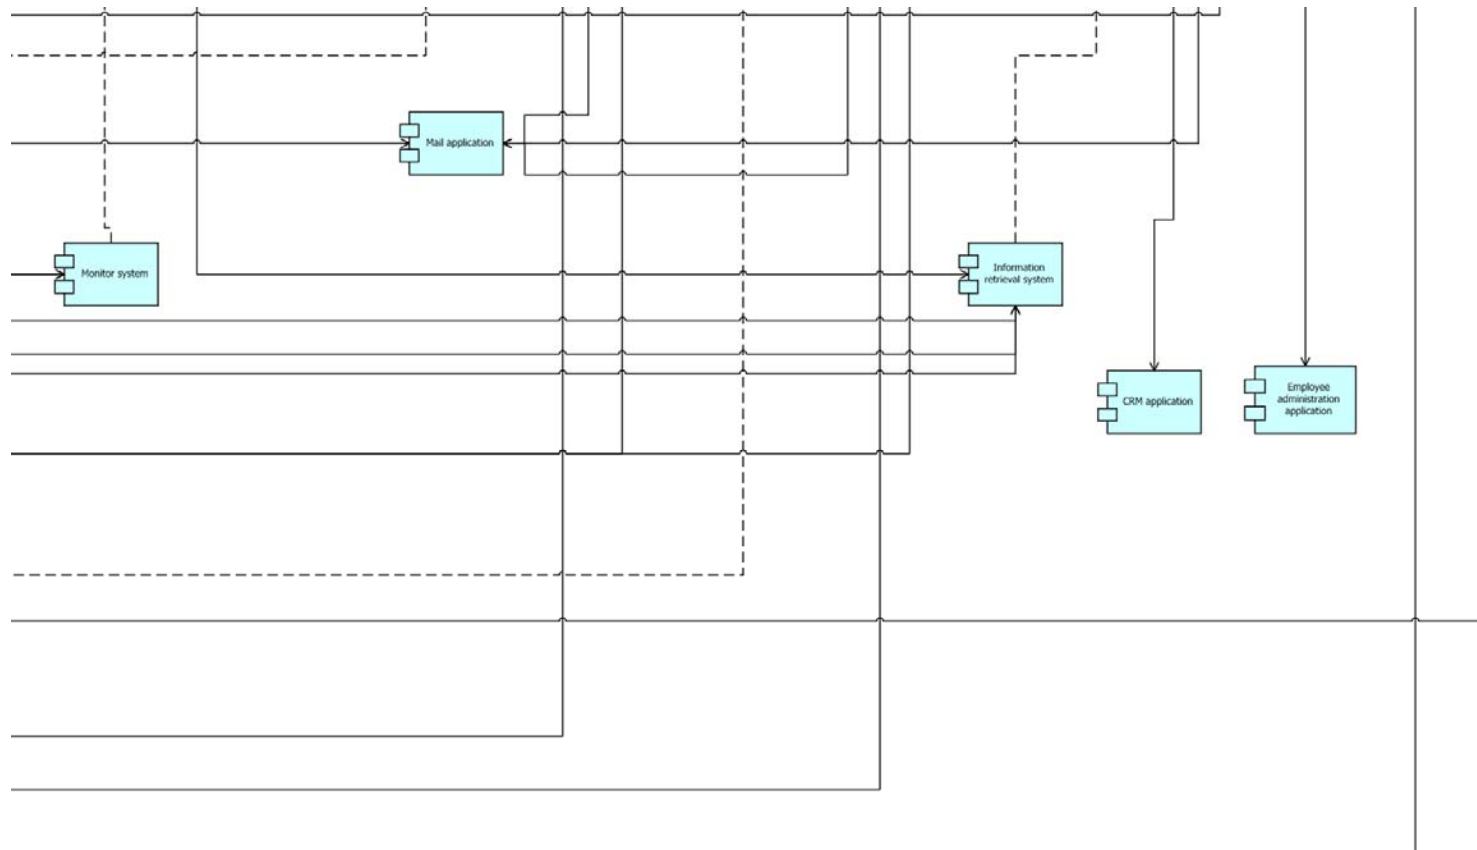 Mail application
Monitor system
Information
retrieval system
CRM application
Employee
administration
application